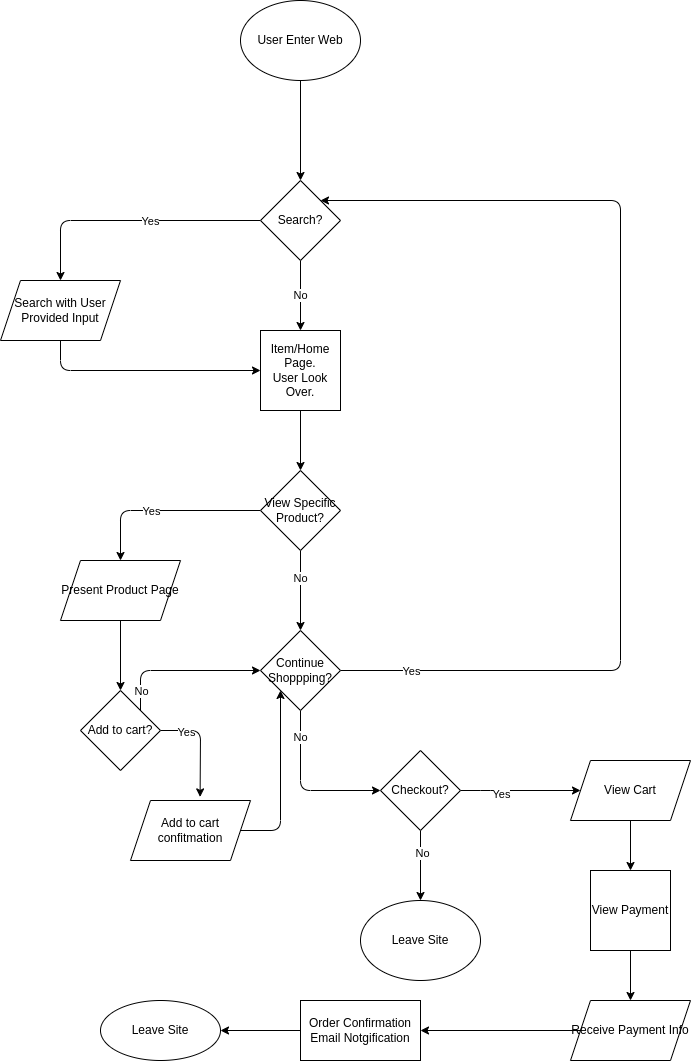 User Enter Web
Search?
Yes
No
Search with User
Provided Input
Item/Home
Page.
User Look
Over.
View Specific
Product?
Yes
No
Present Product Page
Continue
Shoppping?
Yes
No
No
Add to cart?
Yes
Add to cart
confitmation
Checkout?
Yes
View Cart
No
View Payment
Leave Site
Receive Payment Info
Order Confirmation
Email Notgification
Leave Site